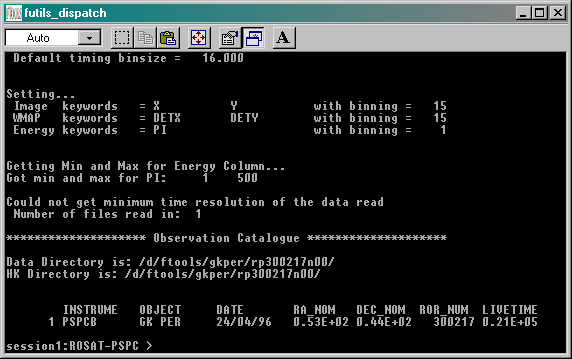 futils_dispatch
Auto
A
Default timing binsize = 16.000
Setting...
Image keywords = X Y with binning = 15
WMAP keywords = DETX DETY with binning = 15
Energy keywords = PI with binning = 1
Getting Min and Max for Energy Column...
Got min and max for PI: 1 500
Could not get minimum time resolution of the data read
Number of files read in: 1
******************** Observation Catalogue ********************
Data Directory is: /d/ftools/gkper/rp300217n00/
HK Directory is: /d/ftools/gkper/rp300217n00/
INSTRUME OBJECT DATE RA_NOM DEC_NOM ROR_NUM LIVETIME
1 PSPCB GK PER 24/04/96 0.53E+02 0.44E+02 300217 0.21E+05
session1:ROSAT-PSPC >